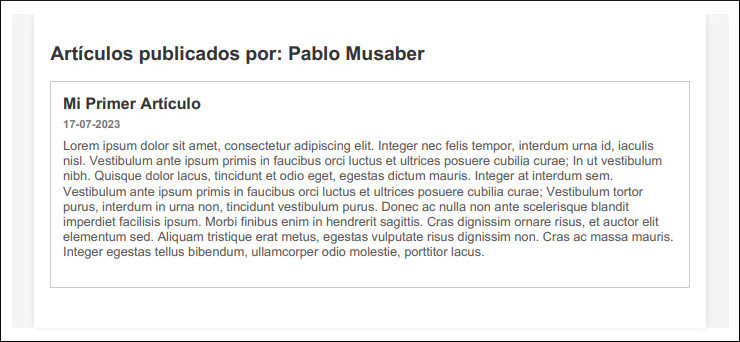 Artículos publicados por: Pablo Musaber
Mi Primer Artículo
17-07-2023
Lorem ipsum dolor sit amet, consectetur adipiscing elit. Integer nec felis tempor, interdum urna id, iaculis
nisl. Vestibulum ante ipsum primis in faucibus orci luctus et ultrices posuere cubilia curae; In ut vestibulum
nibh. Quisque dolor lacus, tincidunt et odio eget, egestas dictum mauris. Integer at interdum sem.
Vestibulum ante ipsum primis in faucibus orci luctus et ultrices posuere cubilia curae; Vestibulum tortor
purus, interdum in urna non, tincidunt vestibulum purus. Donec ac nulla non ante scelerisque blandit
imperdiet facilisis ipsum. Morbi finibus enim in hendrerit sagittis. Cras dignissim ornare risus, et auctor elit
elementum sed. Aliquam tristique erat metus, egestas vulputate risus dignissim non. Cras ac massa mauris.
Integer egestas tellus bibendum, ullamcorper odio molestie, porttitor lacus.